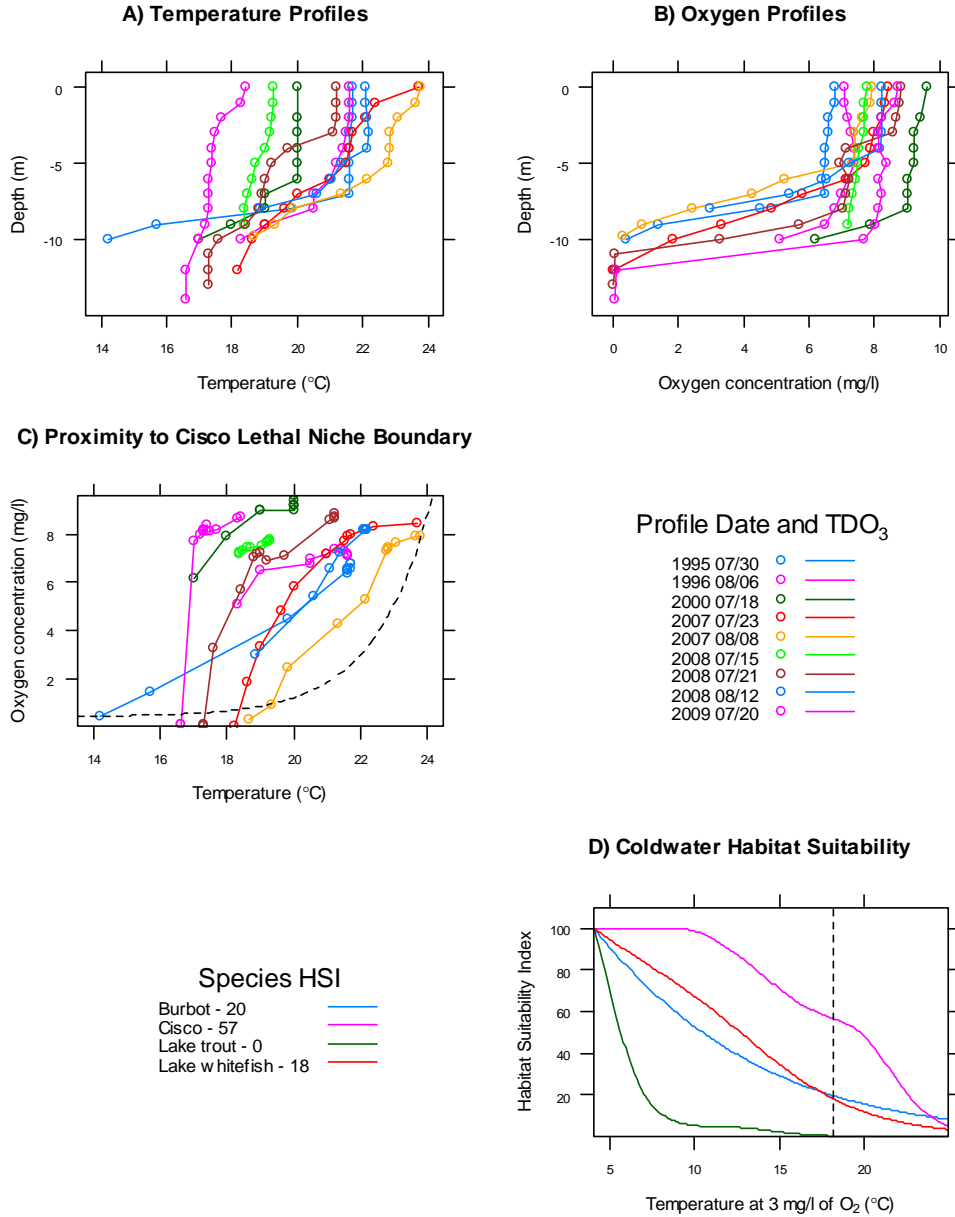 A) Temperature Profiles
0
-5
-10
Depth (m)
14 16 18 20 22 24
Temperature (°C)
B) Oxygen Profiles
0
-5
-10
Depth (m)
0 2 4 6 8 10
Oxygen concentration (mg/l)
C) Proximity to Cisco Lethal Niche Boundary
8
6
4
2
Oxygen concentration (mg/l)
14 16 18 20 22 24
Temperature (°C)
Profile Date and TDO3
1995 07/30
1996 08/06
2000 07/18
2007 07/23
2007 08/08
2008 07/15
2008 07/21
2008 08/12
2009 07/20
Species HSI
Burbot - 20
Cisco - 57
Lake trout - 0
Lake whitefish - 18
D) Coldwater Habitat Suitability
100
80
60
40
20
Habitat Suitability Index
5 10 15 20
Temperature at 3 mg/l of O2 (°C)